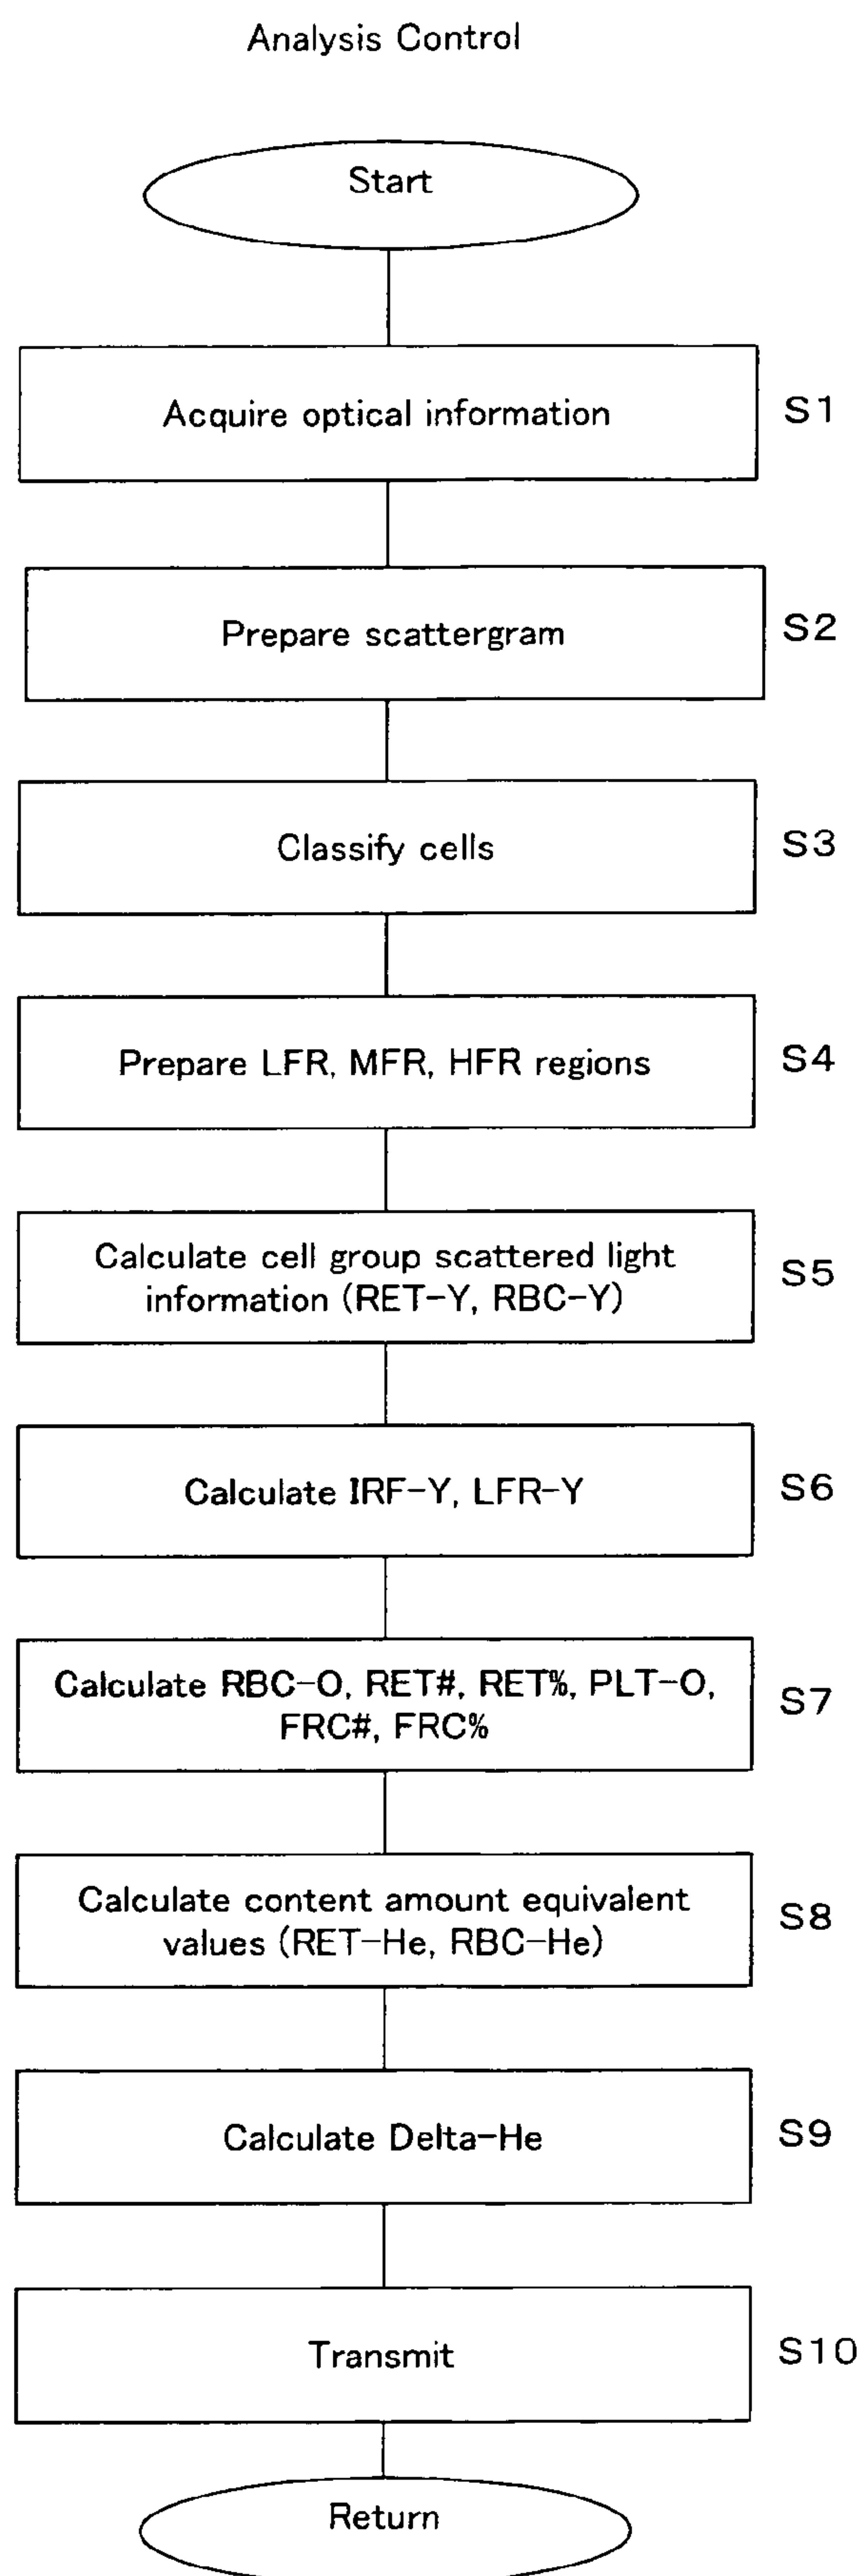 Analysis Control
Start
Acquire optical information
S1
Prepare scattergram
S2
Classify cells
S3
Prepare LFR, MFR, HFR regions
S4
Calculate cell group scattered light
information (RET-Y, RBC-Y)
S5
Calculate IRF-Y, LFR-Y
S6
Calculate RBC-O, RET#, RET%, PLT-O,
FRC#, FRC%
S7
Calculate content amount equivalent
values (RET-He, RBC-He)
S8
Calculate Delta-He
S9
Transmit
S10
Return